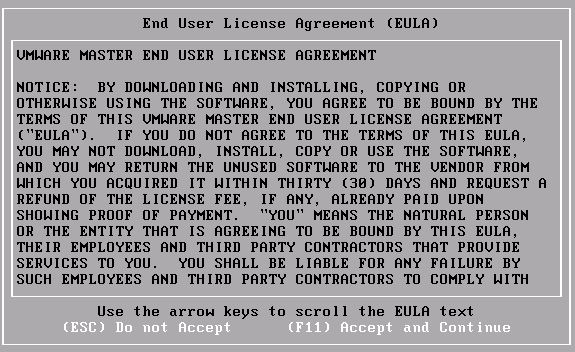 End User License Agreement (EULA)
VMWARE MASTER END USER LICENSE AGREEMENT
NOTICE:  BY DOWNLOADING AND INSTALLING, COPYING OR
OTHERWISE USING THE SOFTWARE, YOU AGREE TO BE BOUND BY THE
TERMS OF THIS VMWARE MASTER END USER LICENSE AGREEMENT
("EULA").  IF YOU DO NOT AGREE TO THE TERMS OF THIS EULA,
YOU MAY NOT DOWNLOAD, INSTALL, COPY OR USE THE SOFTWARE,
AND YOU MAY RETURN THE UNUSED SOFTWARE TO THE VENDOR FROM
WHICH YOU ACQUIRED IT WITHIN THIRTY (30) DAYS AND REQUEST A
REFUND OF THE LICENSE FEE, IF ANY, ALREADY PAID UPON
SHOWING PROOF OF PAYMENT.  "YOU" MEANS THE NATURAL PERSON
OR THE ENTITY THAT IS AGREEING TO BE BOUND BY THIS EULA,
THEIR EMPLOYEES AND THIRD PARTY CONTRACTORS THAT PROVIDE
SERVICES TO YOU.  YOU SHALL BE LIABLE FOR ANY FAILURE BY
SUCH EMPLOYEES AND THIRD PARTY CONTRACTORS TO COMPLY WITH
Use the arrow keys to scroll the EULA text
(ESC) Do not Accept      (F11) Accept and Continue